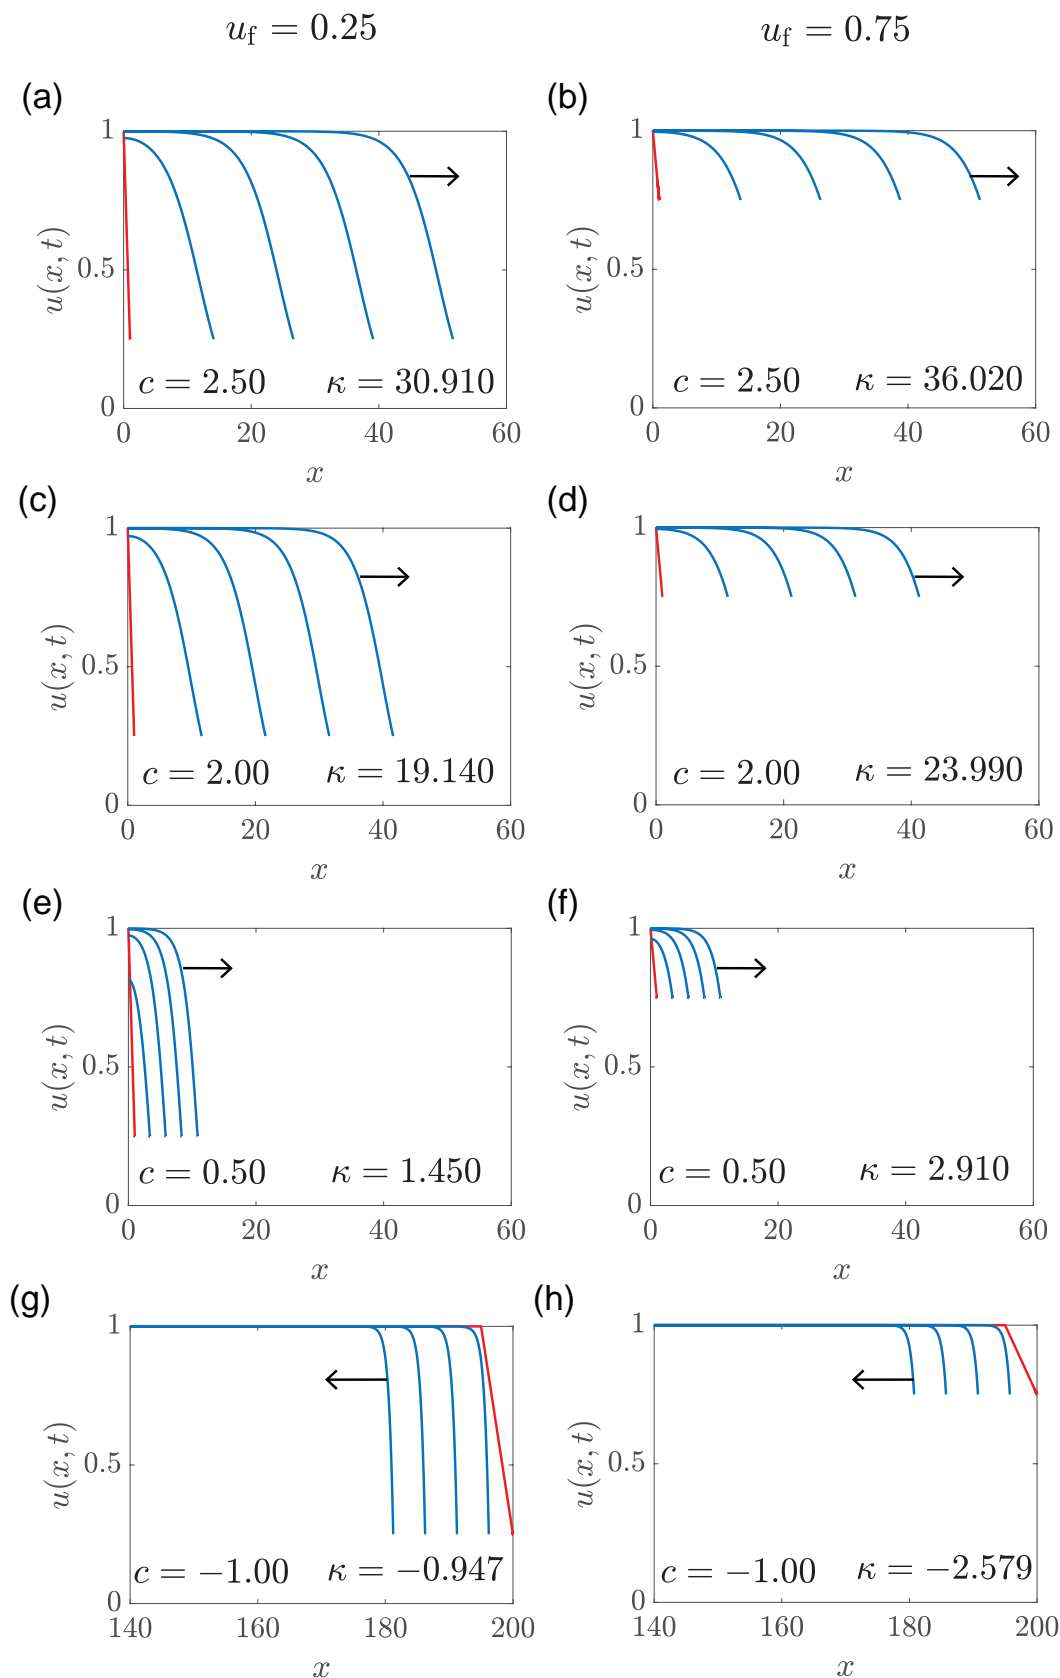 u_f = 0.25
u_f = 0.75
(a)
1
0.5
0
u(x, t)
c = 2.50
κ = 30.910
0 20 40 60
x
(b)
1
0.5
0
u(x, t)
c = 2.50
κ = 36.020
0 20 40 60
x
(c)
1
0.5
0
u(x, t)
c = 2.00
κ = 19.140
0 20 40 60
x
(d)
1
0.5
0
u(x, t)
c = 2.00
κ = 23.990
0 20 40 60
x
(e)
1
0.5
0
u(x, t)
c = 0.50
κ = 1.450
0 20 40 60
x
(f)
1
0.5
0
u(x, t)
c = 0.50
κ = 2.910
0 20 40 60
x
(g)
1
0.5
0
u(x, t)
c = −1.00
κ = −0.947
140 160 180 200
x
(h)
1
0.5
0
u(x, t)
c = −1.00
κ = −2.579
140 160 180 200
x